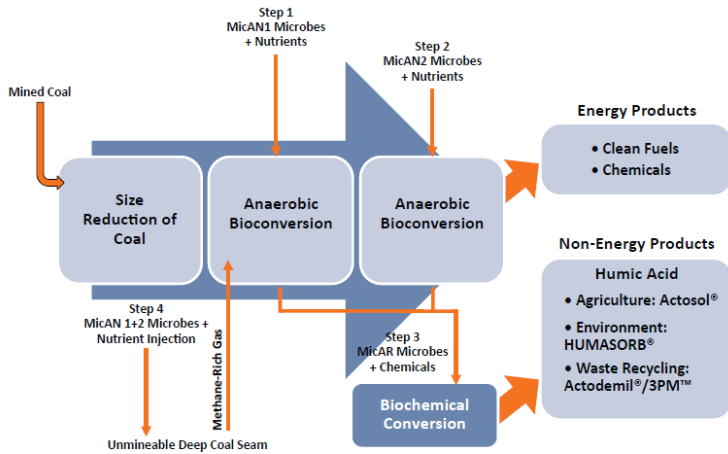 Step 1
MicAN1 Microbes
+ Nutrients
Step 2
MicAN2 Microbes
+ Nutrients
Mined Coal
Size
Reduction of
Coal
Anaerobic
Bioconversion
Anaerobic
Bioconversion
Energy Products
• Clean Fuels
• Chemicals
Non-Energy Products
Humic Acid
• Agriculture: Actosol®
• Environment:
HUMASORB®
• Waste Recycling:
Actodemil®/3PM™
Step 4
MicAN 1+2 Microbes +
Nutrient Injection
Methane-Rich Gas
Step 3
MicAR Microbes
+ Chemicals
Biochemical
Conversion
Unmineable Deep Coal Seam